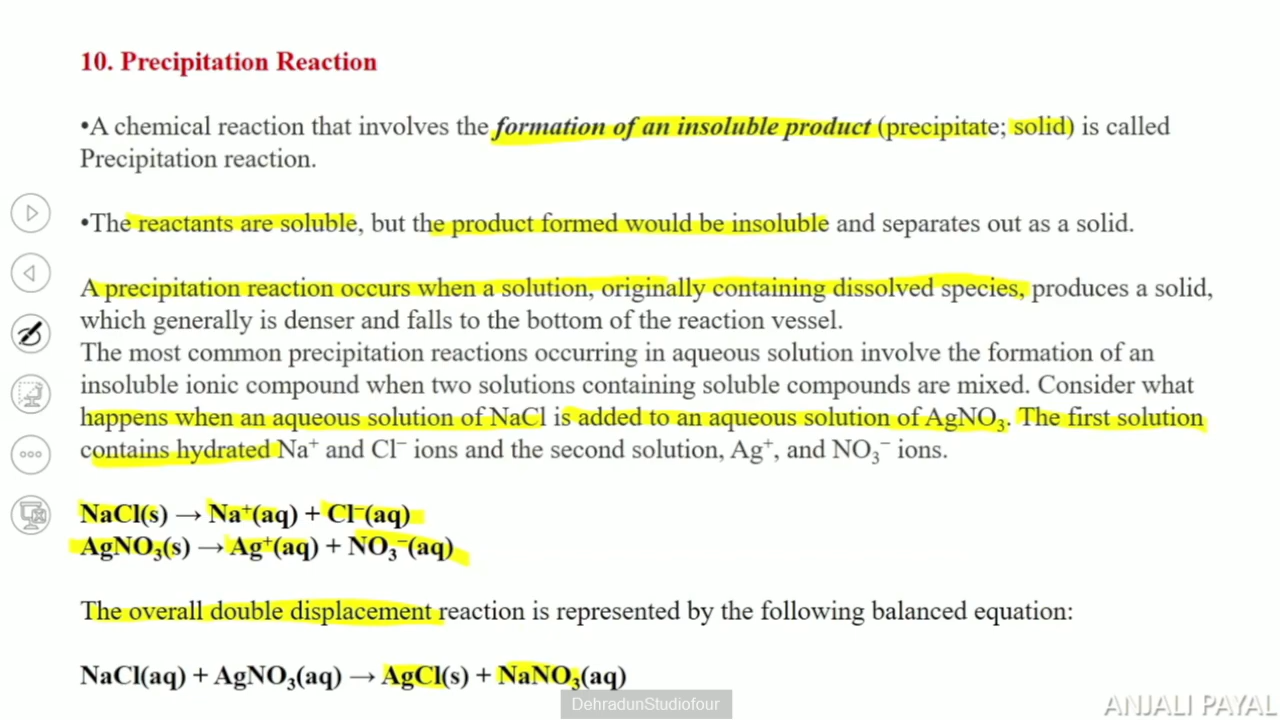 10. Precipitation Reaction
•A chemical reaction that involves the formation of an insoluble product (precipitate; solid) is called
Precipitation reaction.
•The reactants are soluble, but the product formed would be insoluble and separates out as a solid.
A precipitation reaction occurs when a solution, originally containing dissolved species, produces a solid,
which generally is denser and falls to the bottom of the reaction vessel.
The most common precipitation reactions occurring in aqueous solution involve the formation of an
insoluble ionic compound when two solutions containing soluble compounds are mixed. Consider what
happens when an aqueous solution of NaCl is added to an aqueous solution of AgNO₃. The first solution
contains hydrated Na⁺ and Cl⁻ ions and the second solution, Ag⁺, and NO₃⁻ ions.
NaCl(s) → Na⁺(aq) + Cl⁻(aq)
AgNO₃(s) → Ag⁺(aq) + NO₃⁻(aq)
The overall double displacement reaction is represented by the following balanced equation:
NaCl(aq) + AgNO₃(aq) → AgCl(s) + NaNO₃(aq)
DehradunStudiofour
ANJALI PAYAL